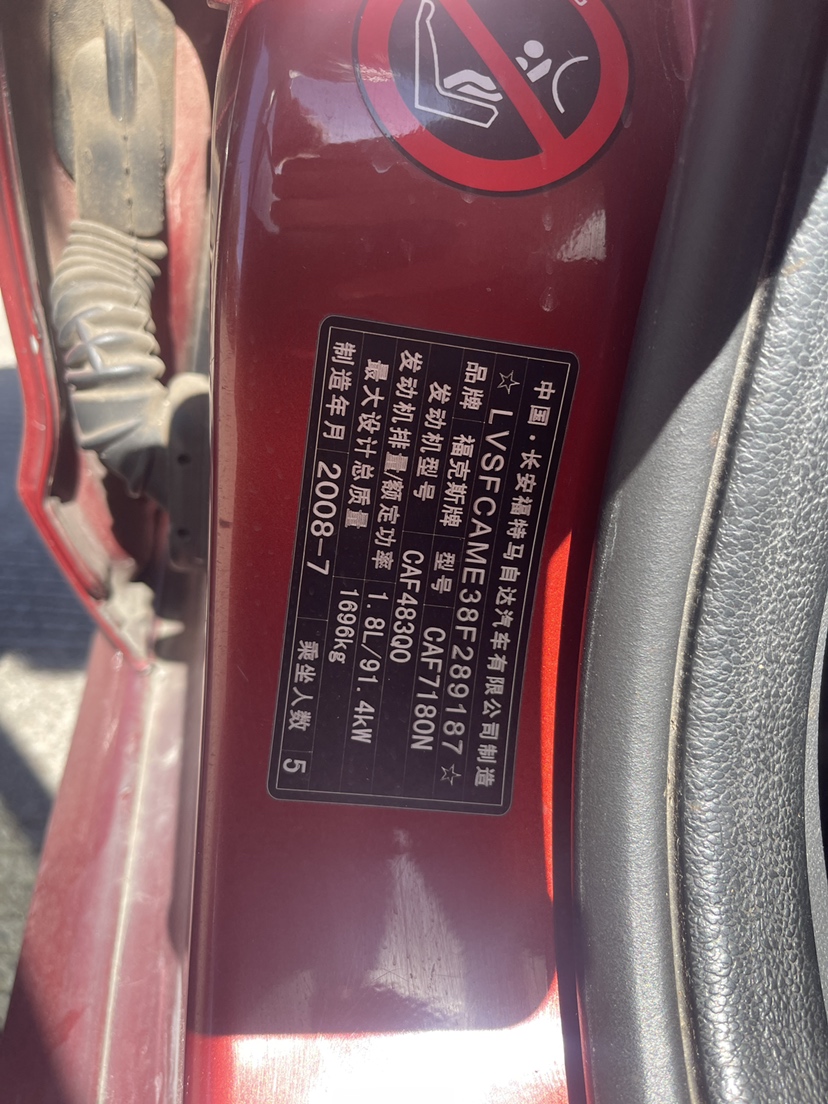 中国·长安福特马自达汽车有限公司制造
☆LVSFCAME38F289187☆
品牌 福克斯牌 型号 CAF7180N
发动机型号 CAF48300
发动机排量/额定功率 1.8L/91.4kW
最大设计总质量 1696kg
制造年月 2008-7 乘坐人数 5